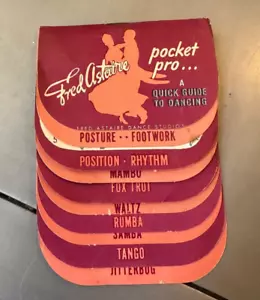 Fred Astaire
pocket
pro...
A
QUICK GUIDE
TO DANCING
FRED ASTAIRE DANCE STUDIOS
POSTURE • • FOOTWORK
POSITION • RHYTHM
MAMBO
FOX TROT
WALTZ
RUMBA
SAMBA
TANGO
JITTERBUG